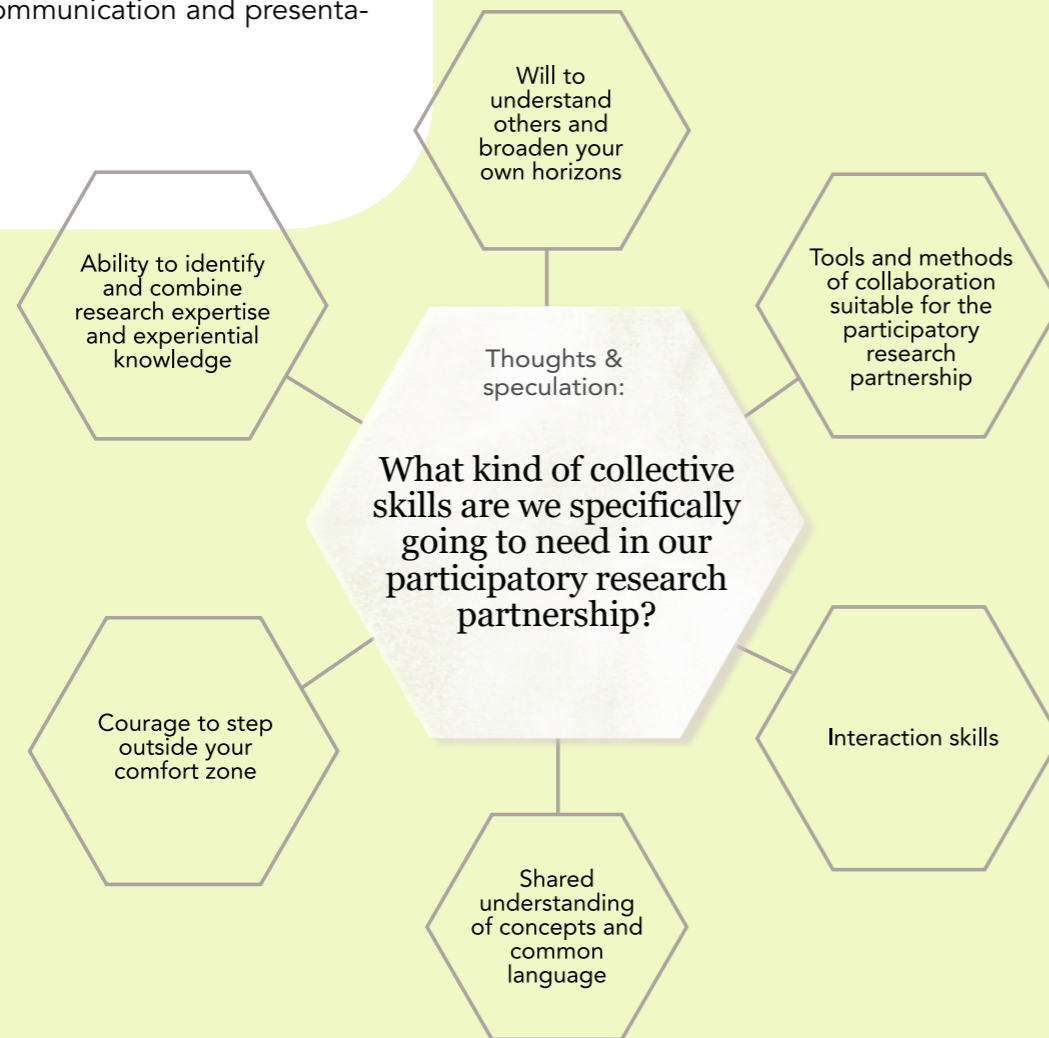 ommunication and presenta-
Will to
understand
others and
broaden your
own horizons
Ability to identify
and combine
research expertise
and experiential
knowledge
Tools and methods
of collaboration
suitable for the
participatory
research
partnership
Thoughts &
speculation:
What kind of collective
skills are we specifically
going to need in our
participatory research
partnership?
Courage to step
outside your
comfort zone
Interaction skills
Shared
understanding
of concepts and
common
language